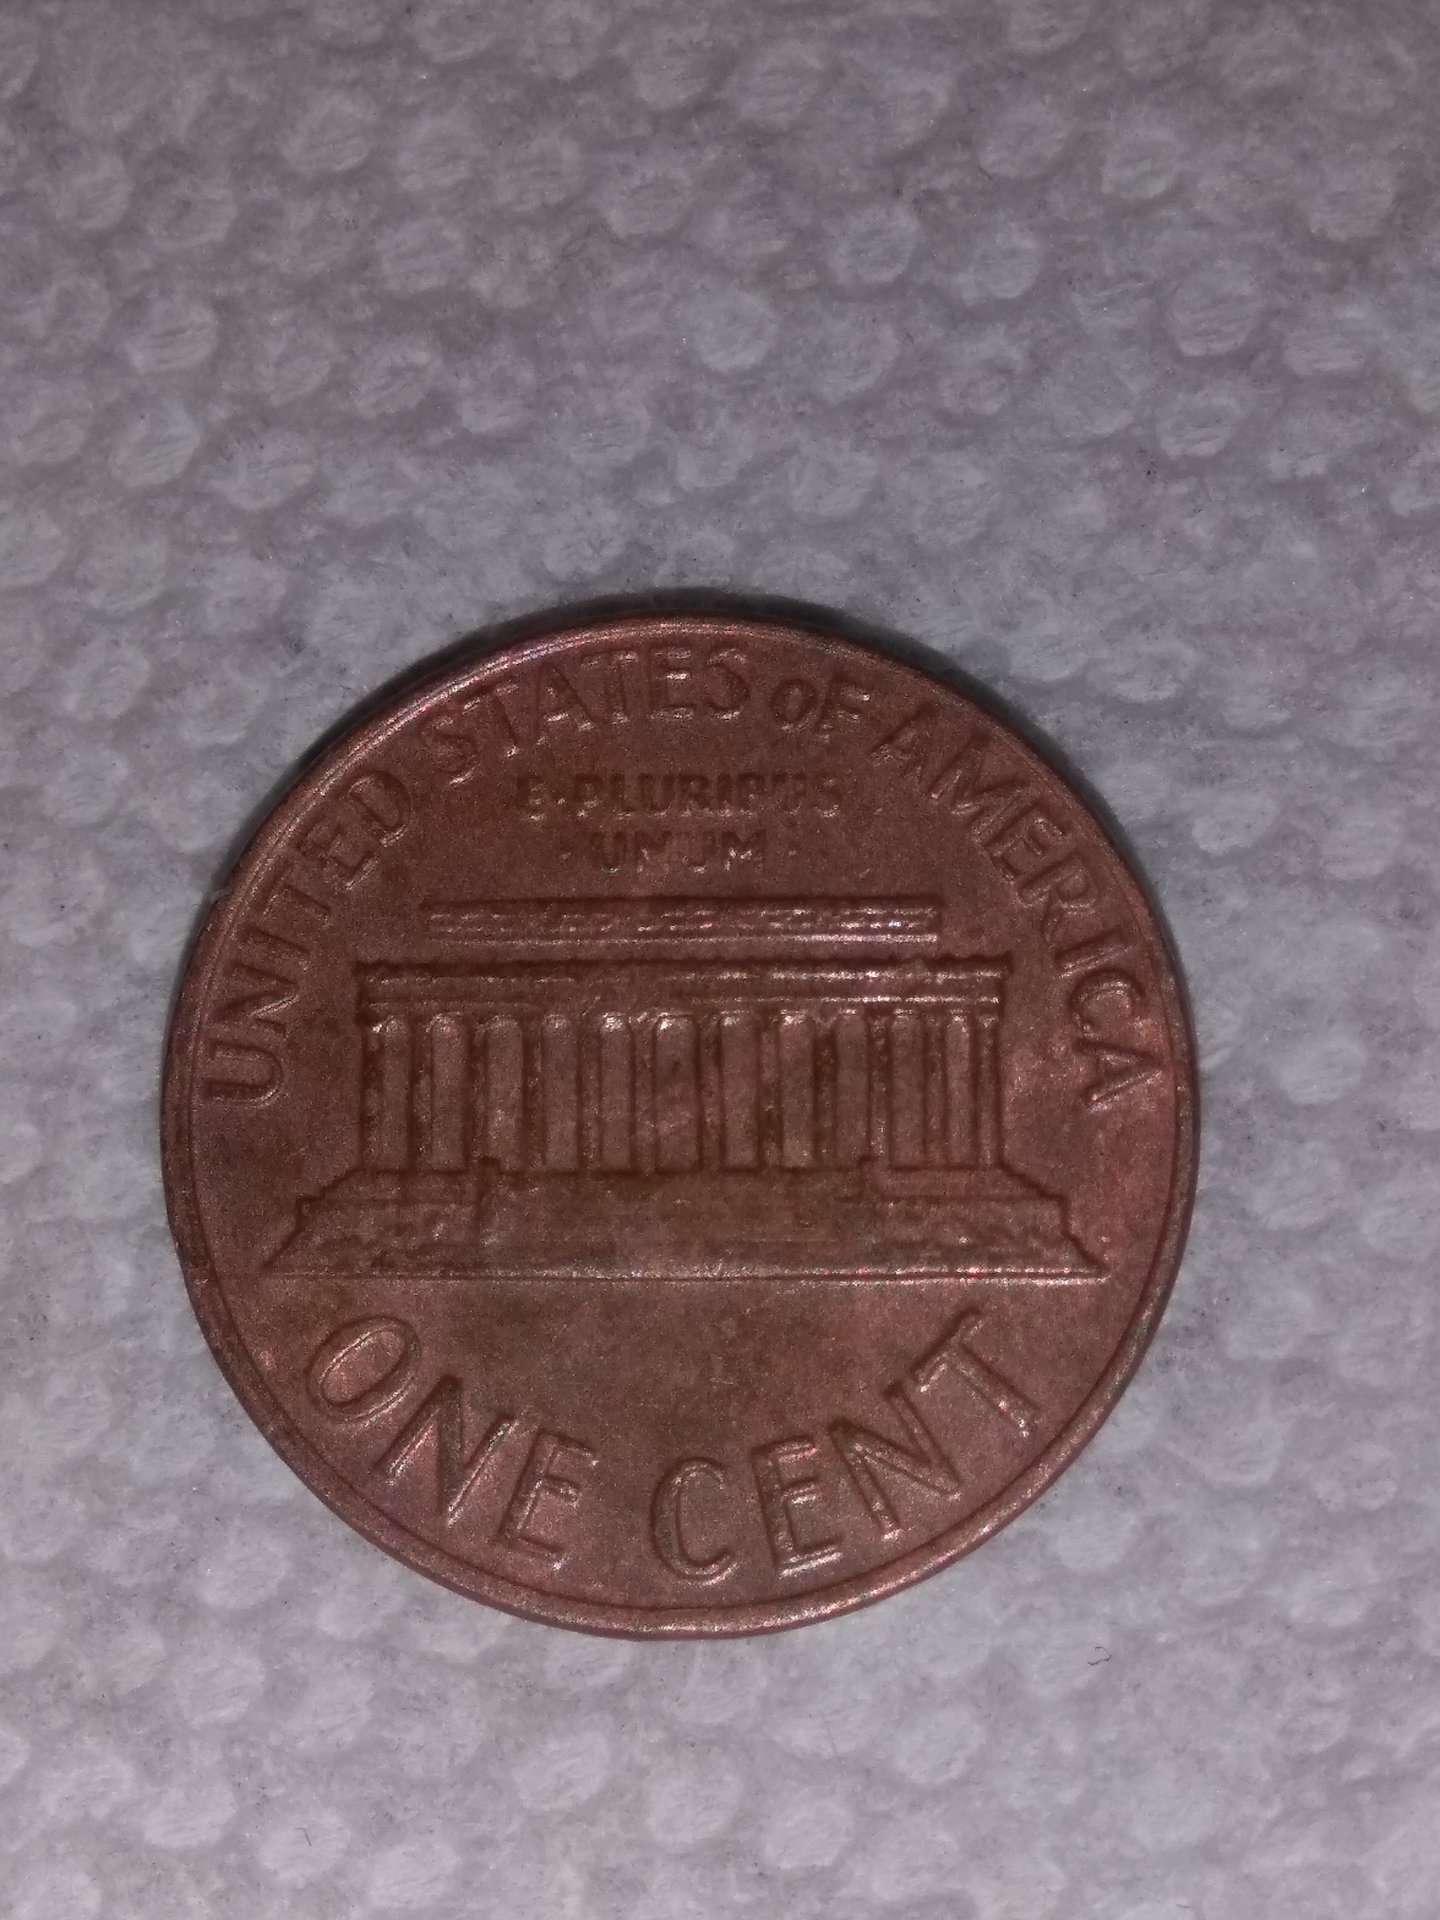 UNITED STATES OF AMERICA
E·PLURIBUS
UNUM
ONE CENT